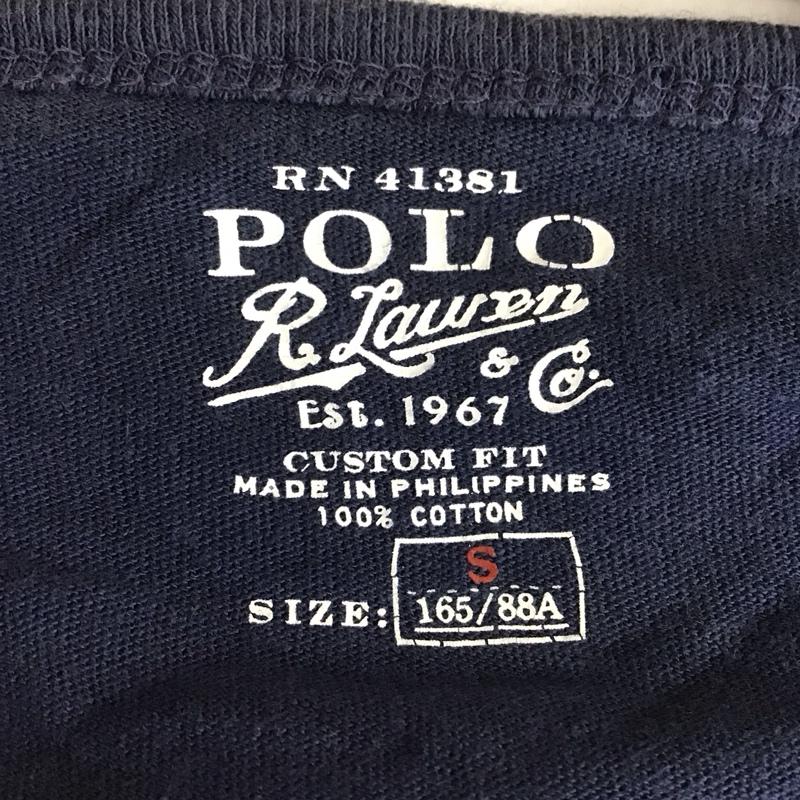 RN 41381
POLO
R. Lauren
& Co.
Est. 1967
CUSTOM FIT
MADE IN PHILIPPINES
100% COTTON
S
SIZE: 165/88A